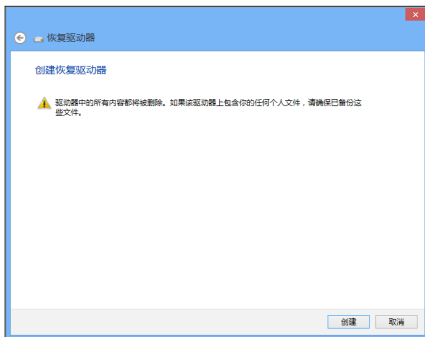 恢复驱动器
创建恢复驱动器
驱动器中的所有内容都将被删除。如果该驱动器上包含你的任何个人文件，请确保已备份这
些文件。
创建 取消